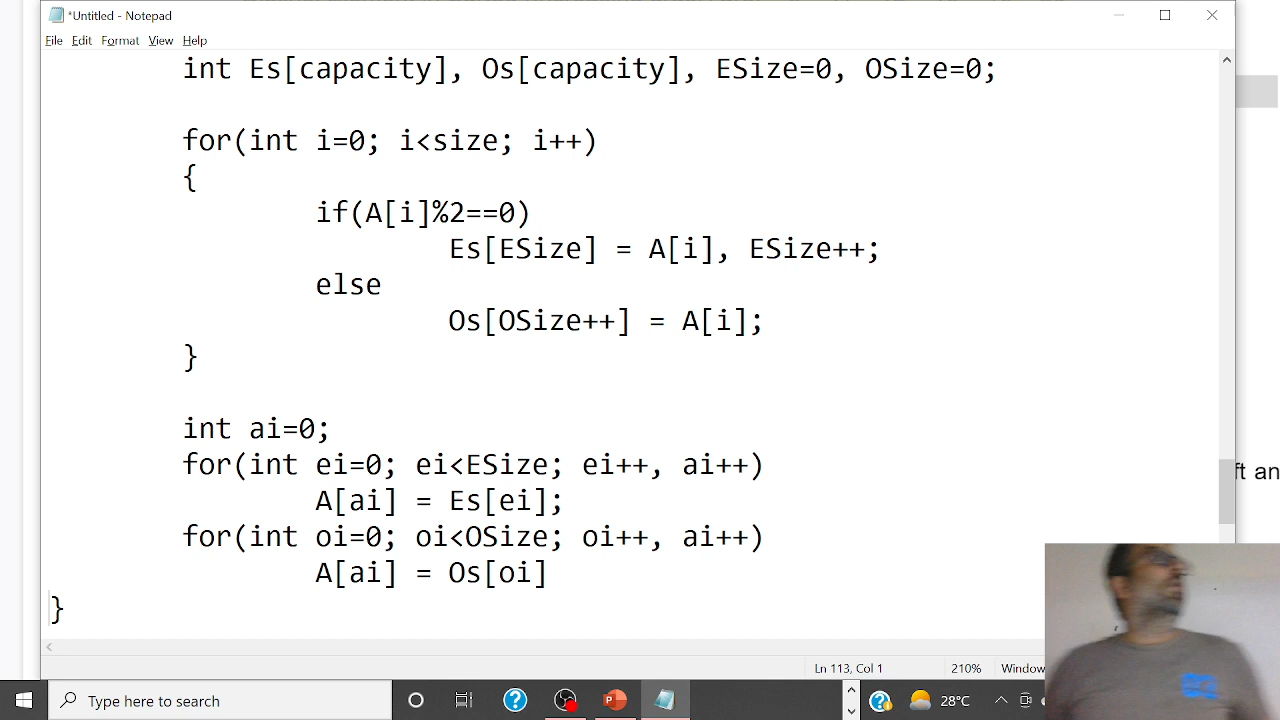 *Untitled - Notepad
File Edit Format View Help
int Es[capacity], Os[capacity], ESize=0, OSize=0;
for(int i=0; i<size; i++)
{
if(A[i]%2==0)
Es[ESize] = A[i], ESize++;
else
Os[OSize++] = A[i];
}
int ai=0;
for(int ei=0; ei<ESize; ei++, ai++)
A[ai] = Es[ei];
for(int oi=0; oi<OSize; oi++, ai++)
A[ai] = Os[oi]
}
ft an
Ln 113, Col 1 210% Window
Type here to search 28°C